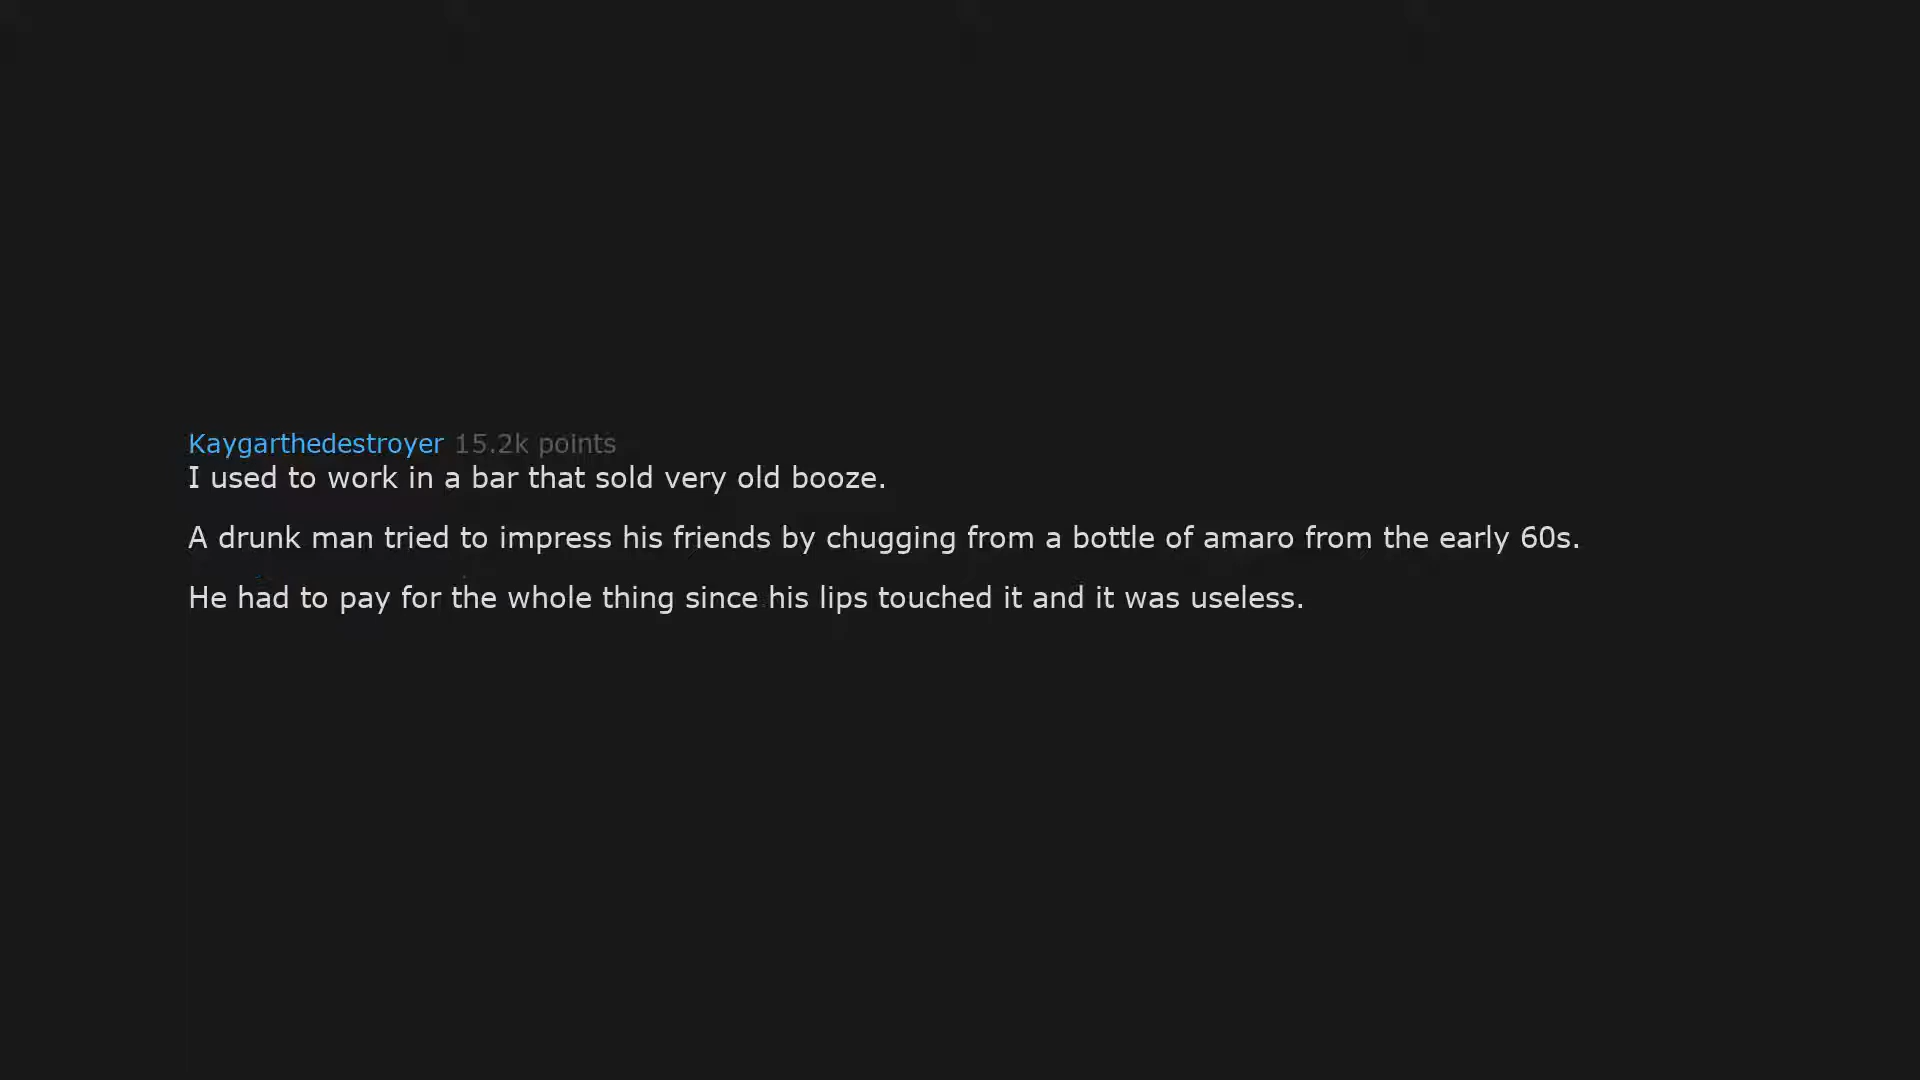 Kaygarthedestroyer 15.2k points
I used to work in a bar that sold very old booze.
A drunk man tried to impress his friends by chugging from a bottle of amaro from the early 60s.
He had to pay for the whole thing since his lips touched it and it was useless.